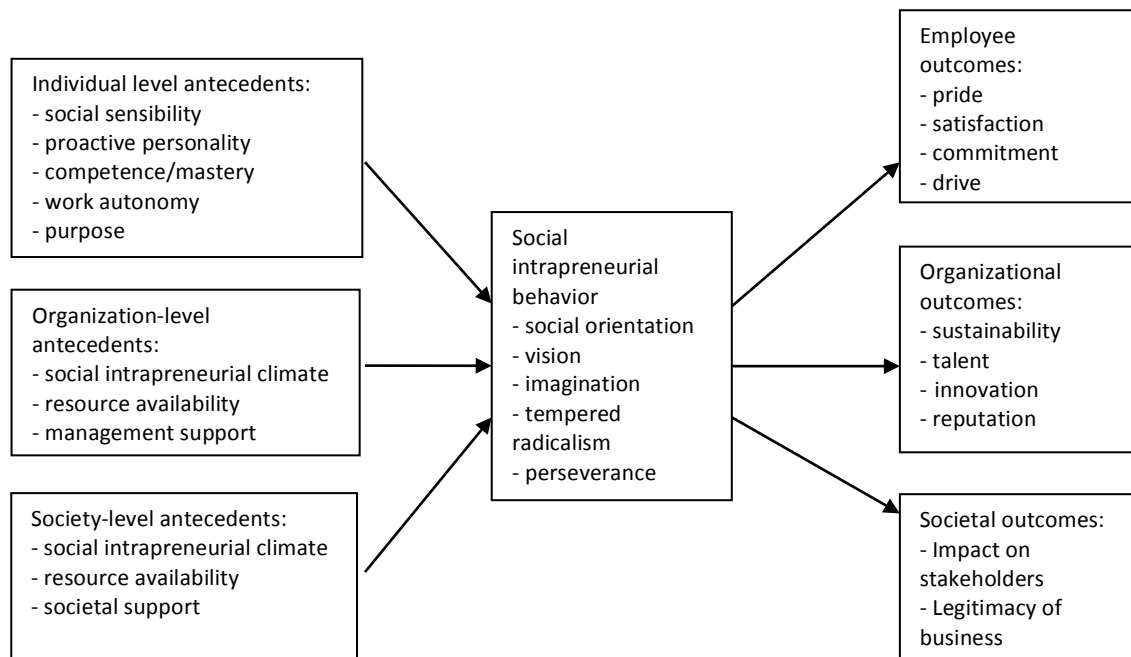 Individual level antecedents:
- social sensibility
- proactive personality
- competence/mastery
- work autonomy
- purpose
Organization-level
antecedents:
- social intrapreneurial climate
- resource availability
- management support
Society-level antecedents:
- social intrapreneurial climate
- resource availability
- societal support
Social
intrapreneurial
behavior
- social orientation
- vision
- imagination
- tempered
radicalism
- perseverance
Employee
outcomes:
- pride
- satisfaction
- commitment
- drive
Organizational
outcomes:
- sustainability
- talent
- innovation
- reputation
Societal outcomes:
- Impact on
stakeholders
- Legitimacy of
business